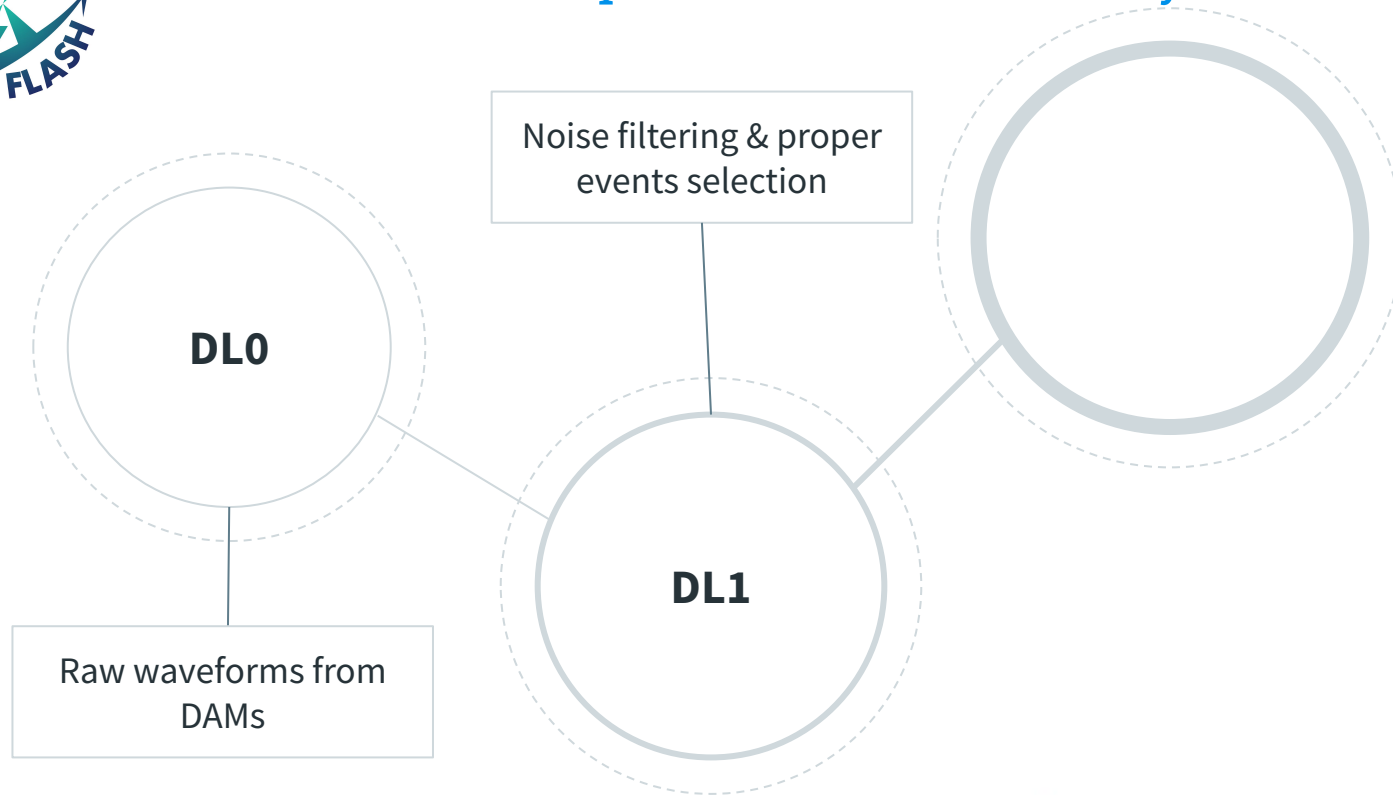 FLASH
Noise filtering & proper
events selection
DL0
DL1
Raw waveforms from
DAMs